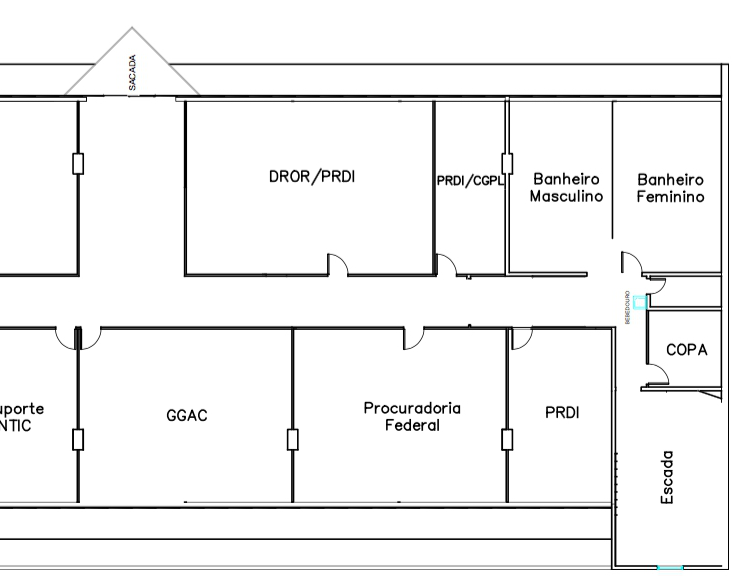 SACADA
DROR/PRDI
PRDI/CGPL
Banheiro
Masculino
Banheiro
Feminino
BEBEDOURO
COPA
uporte
NTIC
GGAC
Procuradoria
Federal
PRDI
Escada